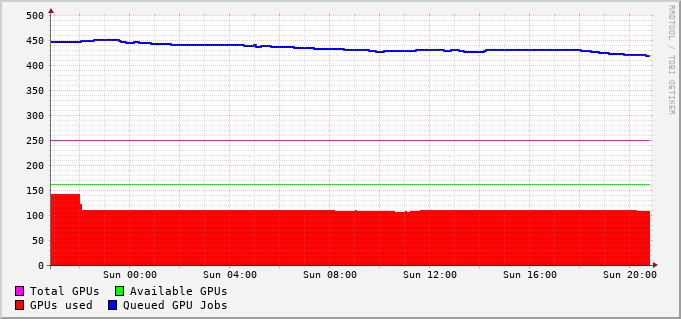 500
450
400
350
300
250
200
150
100
50
0
Sun 00:00 Sun 04:00 Sun 08:00 Sun 12:00 Sun 16:00 Sun 20:00
Total GPUs Available GPUs
GPUs used Queued GPU Jobs
RRDTOOL / TOBI OETIKER